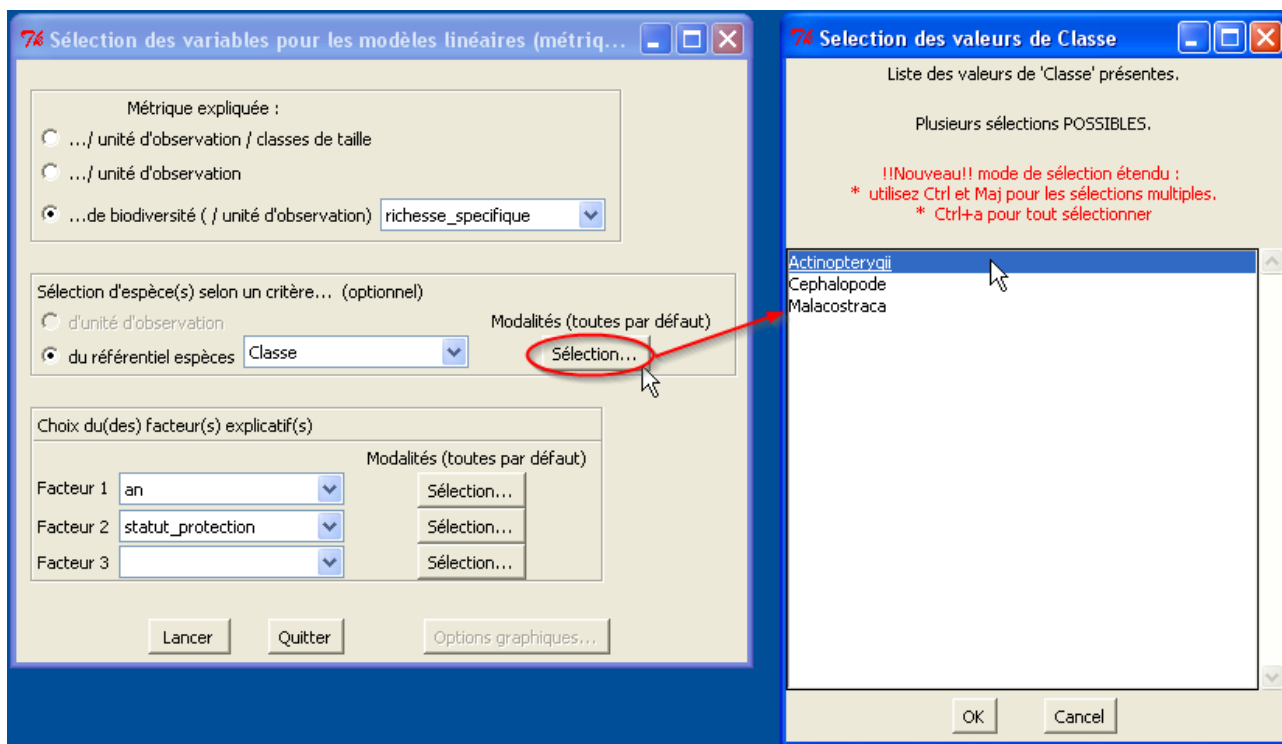 Sélection des variables pour les modèles linéaires (métriq...
Métrique expliquée :
.../ unité d'observation / classes de taille
.../ unité d'observation
...de biodiversité ( / unité d'observation) richesse_specifique
Sélection d'espèce(s) selon un critère... (optionnel)
d'unité d'observation Modalités (toutes par défaut)
du référentiel espèces Classe Sélection...
Choix du(des) facteur(s) explicatif(s)
Modalités (toutes par défaut)
Facteur 1 an Sélection...
Facteur 2 statut_protection Sélection...
Facteur 3 Sélection...
Lancer Quitter Options graphiques...
Selection des valeurs de Classe
Liste des valeurs de 'Classe' présentes.
Plusieurs sélections POSSIBLES.
!!Nouveau!! mode de sélection étendu :
* utilisez Ctrl et Maj pour les sélections multiples.
* Ctrl+a pour tout sélectionner
Actinopterygii
Cephalopode
Malacostraca
OK Cancel